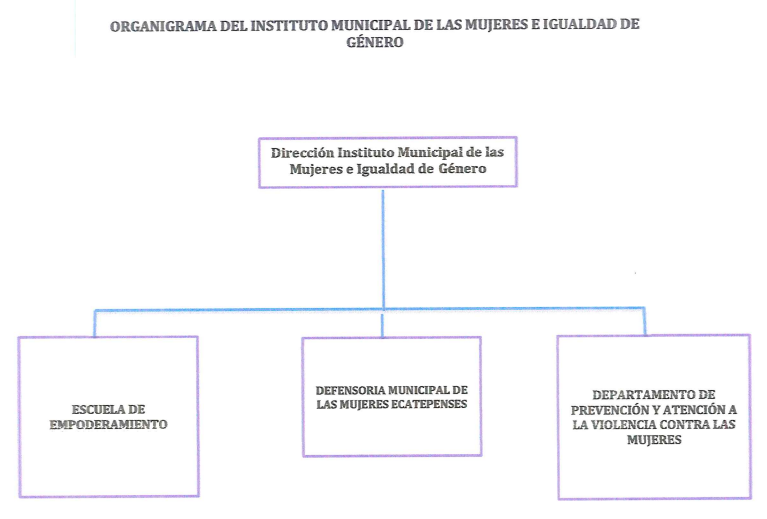 ORGANIGRAMA DEL INSTITUTO MUNICIPAL DE LAS MUJERES E IGUALDAD DE
GÉNERO
Dirección Instituto Municipal de las
Mujeres e Igualdad de Género
ESCUELA DE
EMPODERAMIENTO
DEFENSORIA MUNICIPAL DE
LAS MUJERES ECATEPENSES
DEPARTAMENTO DE
PREVENCIÓN Y ATENCIÓN A
LA VIOLENCIA CONTRA LAS
MUJERES